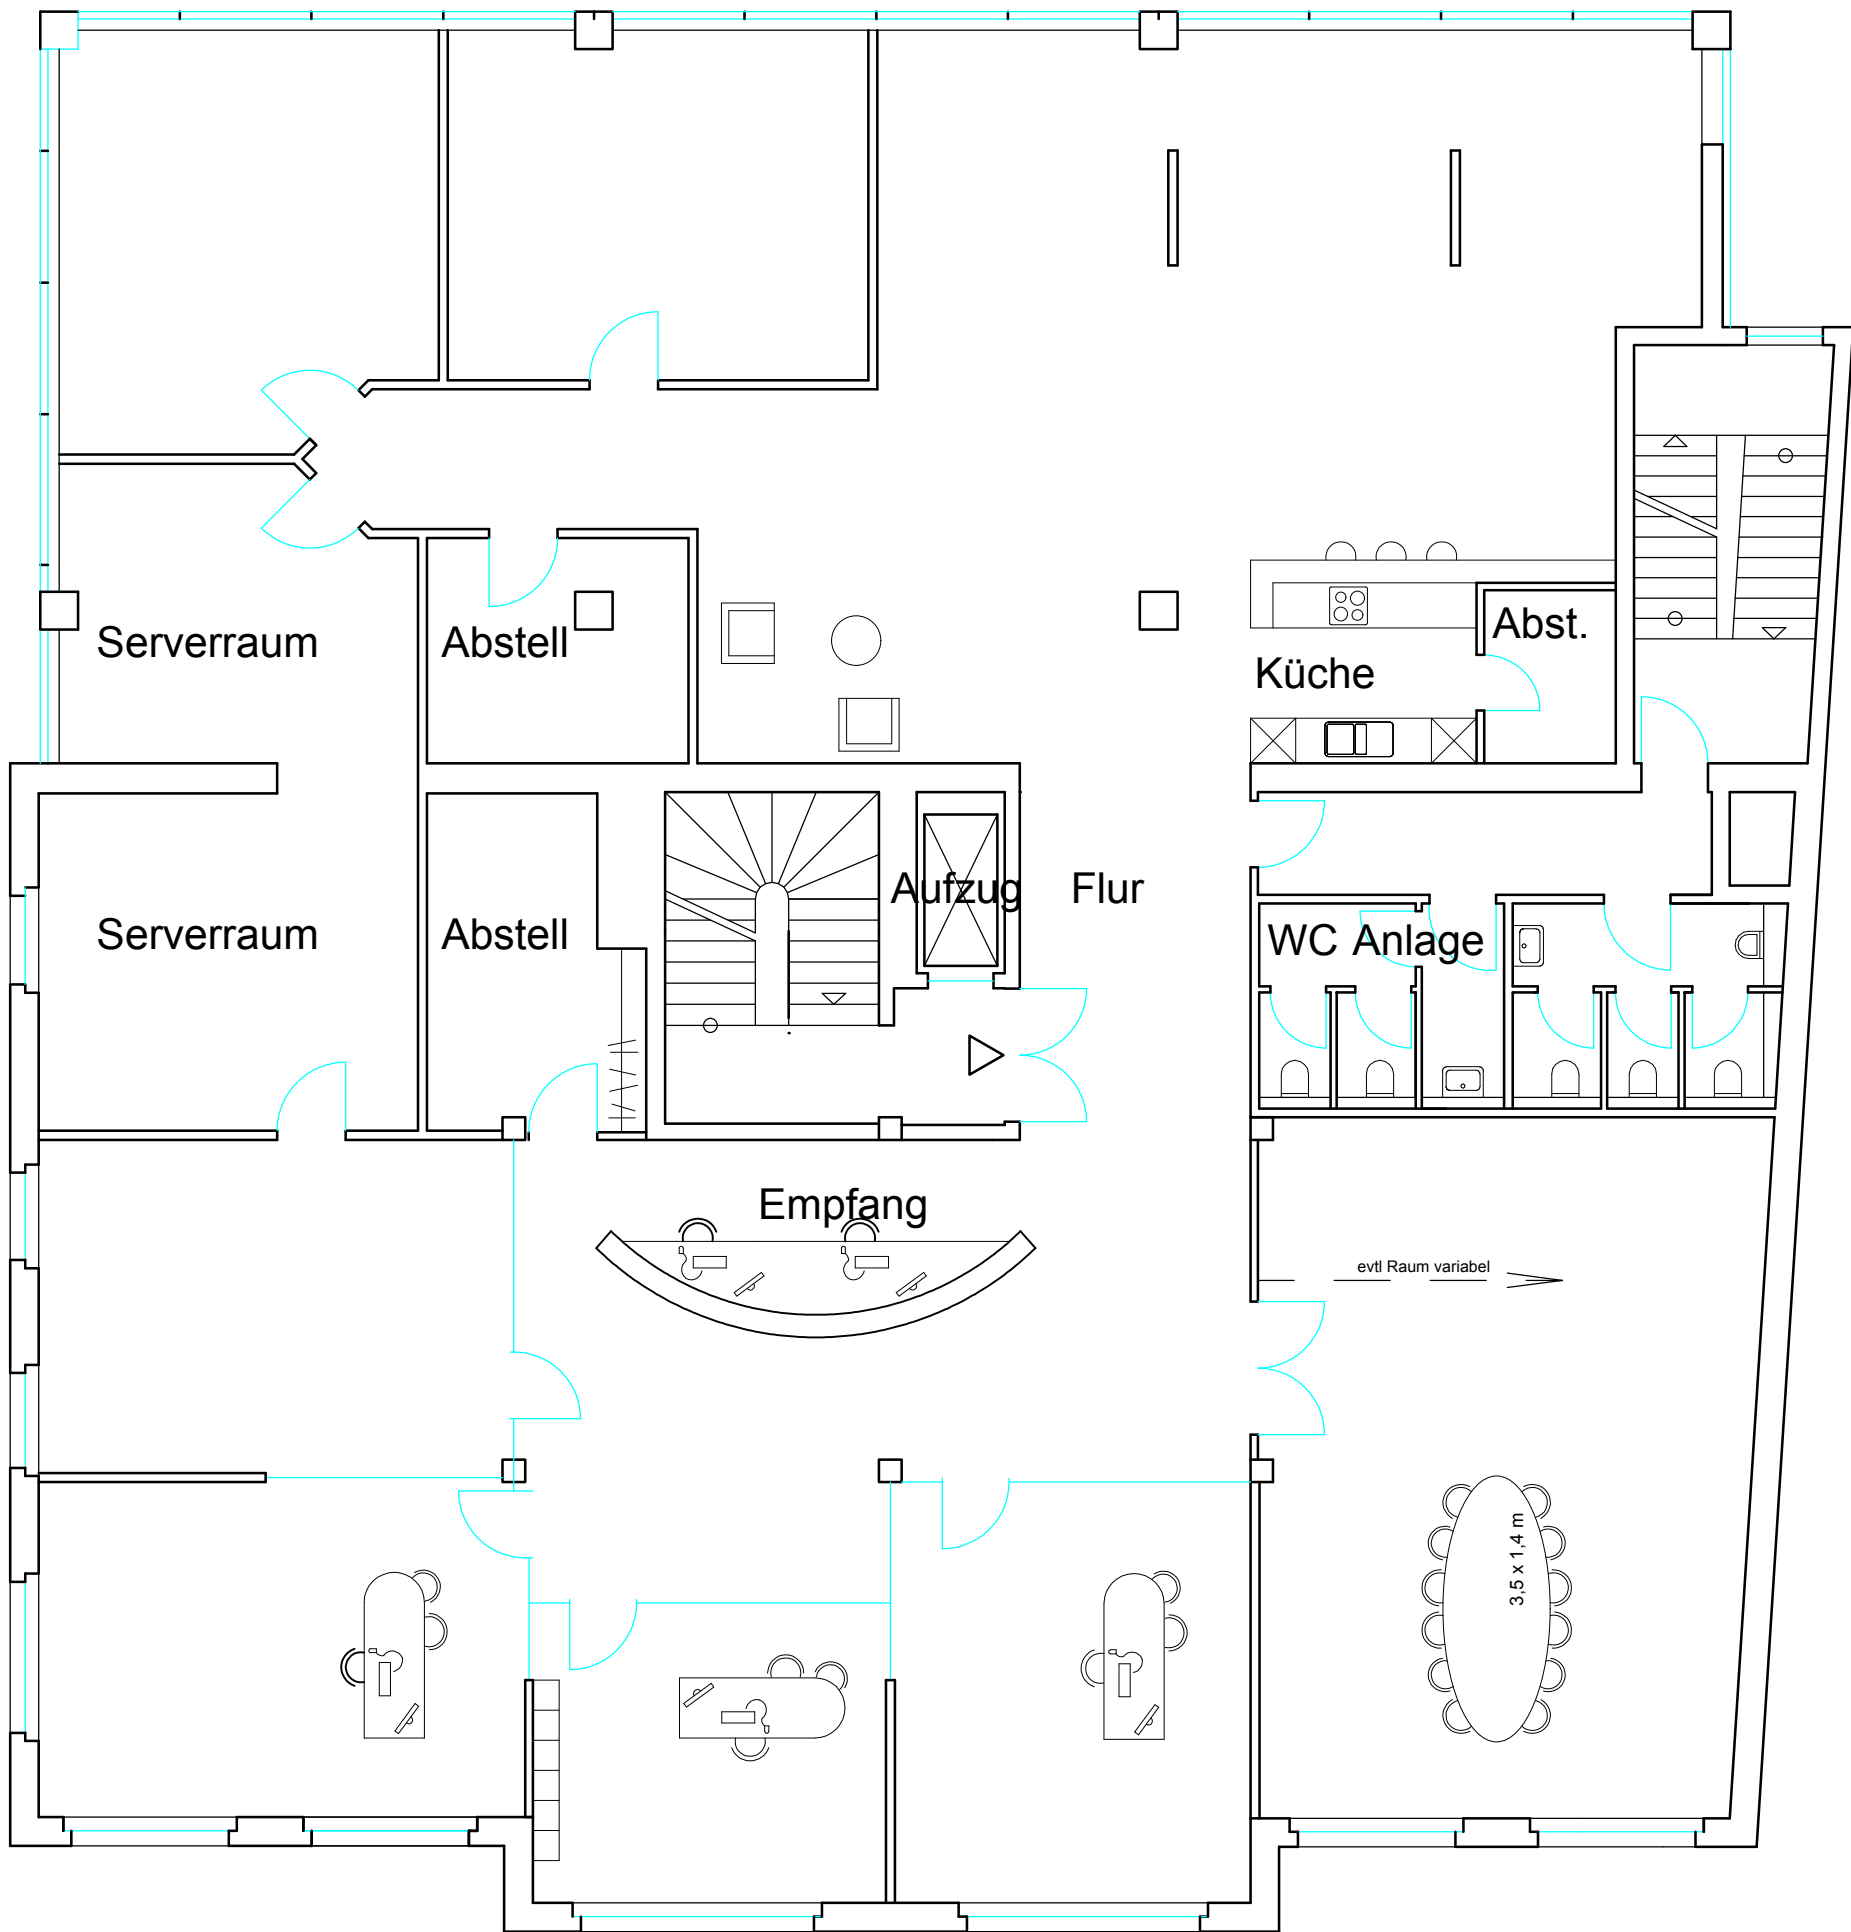 Serverraum
Abstell
Abst.
Küche
Aufzug
Flur
Serverraum
Abstell
WC Anlage
Empfang
evtl Raum variabel
3,5 x 1,4 m